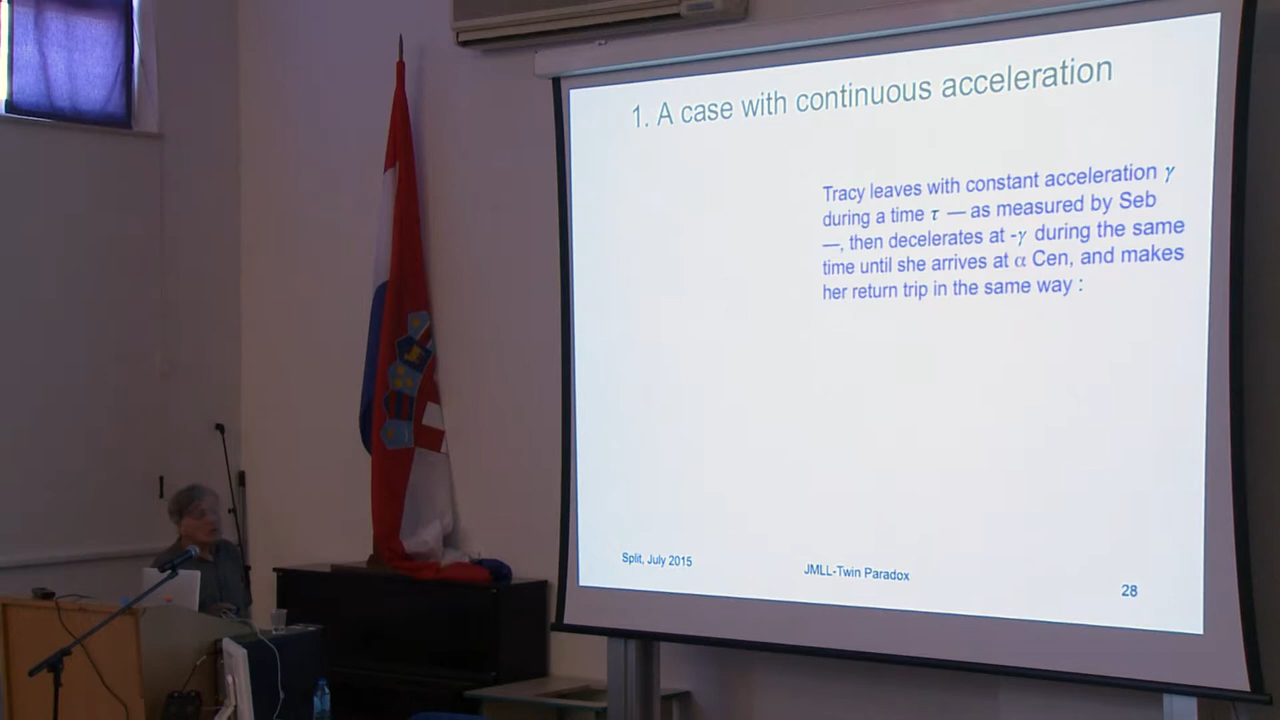 1. A case with continuous acceleration
Tracy leaves with constant acceleration γ
during a time τ — as measured by Seb
—, then decelerates at -γ during the same
time until she arrives at α Cen, and makes
her return trip in the same way :
Split, July 2015
JMLL-Twin Paradox
28